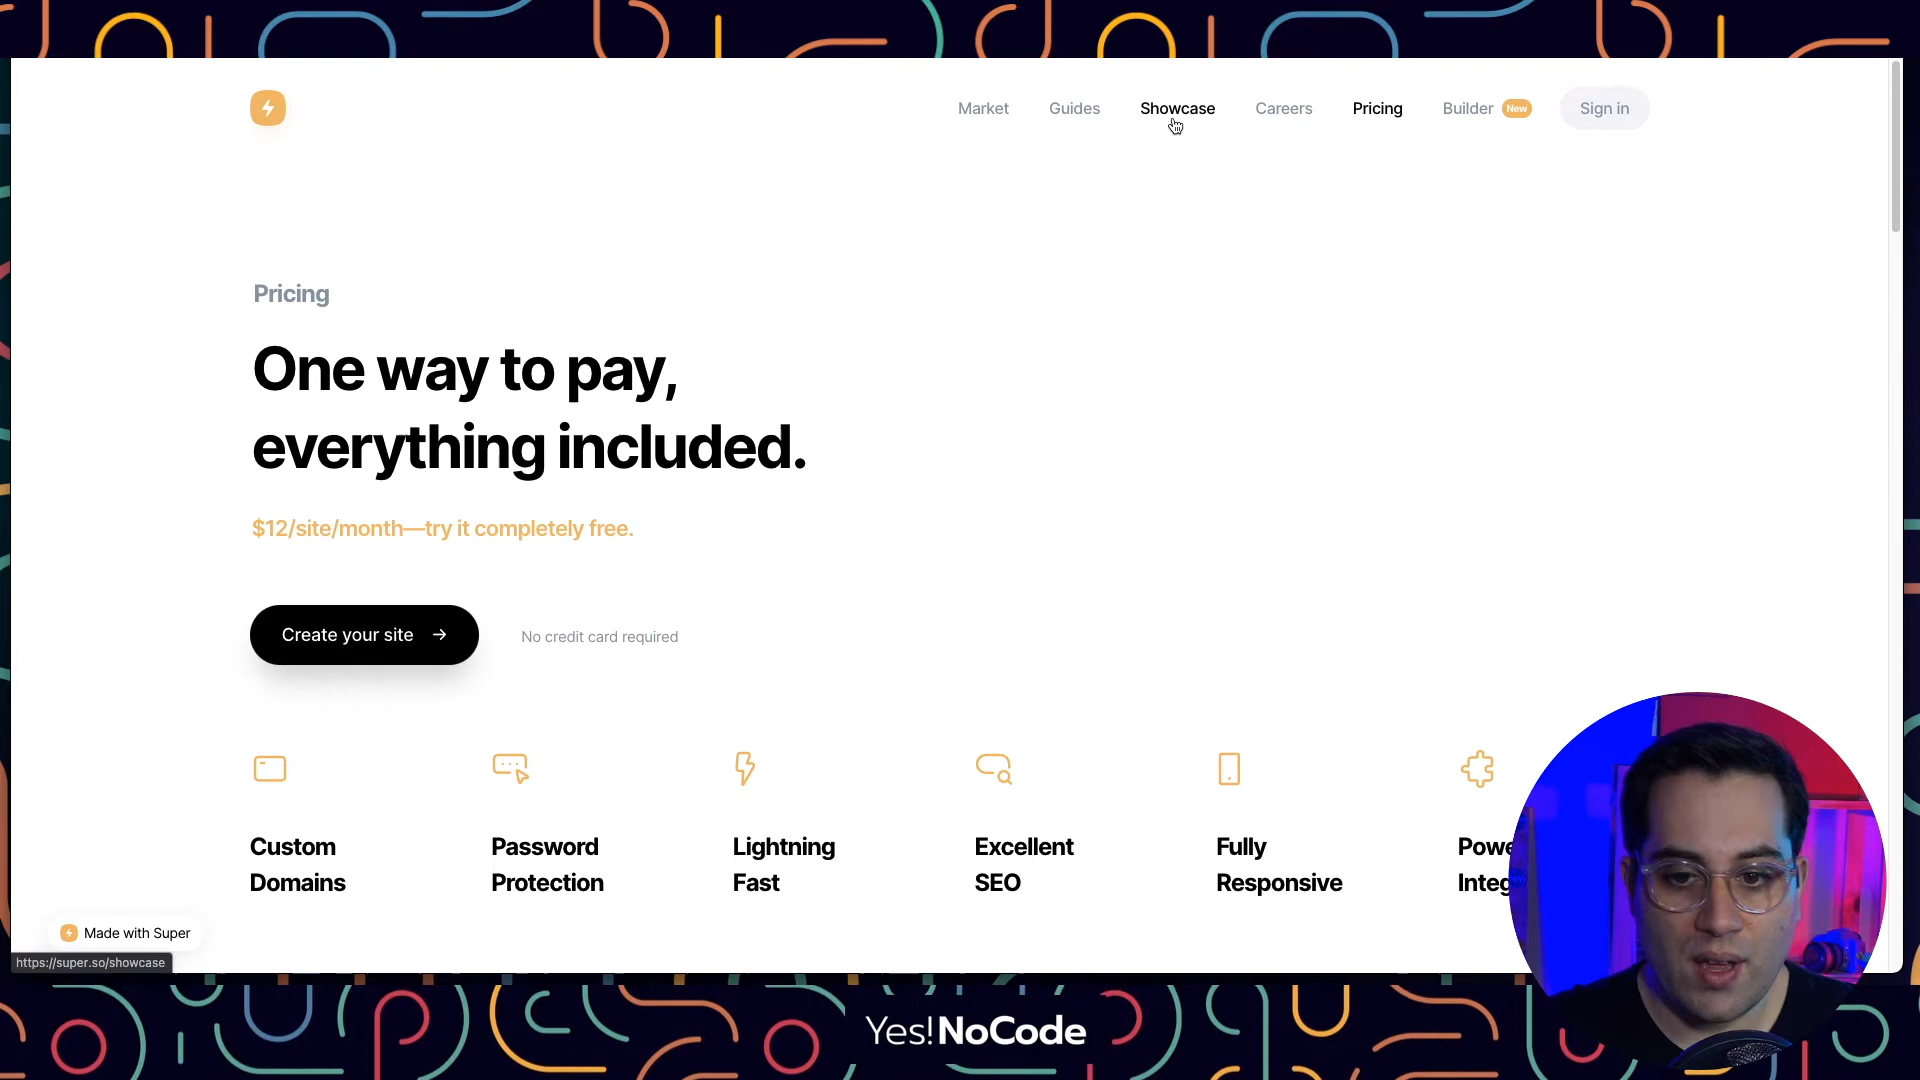 Market Guides Showcase Careers Pricing Builder New Sign in
Pricing
One way to pay,
everything included.
$12/site/month—try it completely free.
Create your site →
No credit card required
Custom
Domains
Password
Protection
Lightning
Fast
Excellent
SEO
Fully
Responsive
Made with Super
https://super.so/showcase
Yes!NoCode